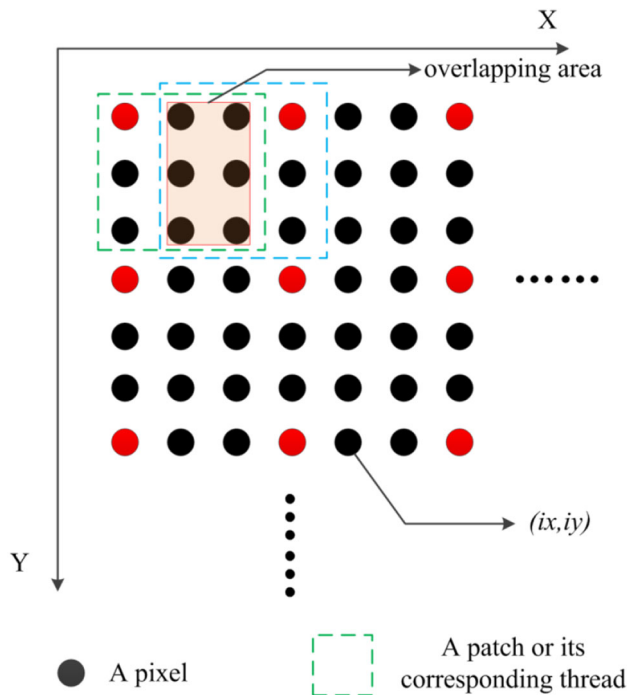 X
overlapping area
(ix,iy)
Y
A pixel
A patch or its
corresponding thread